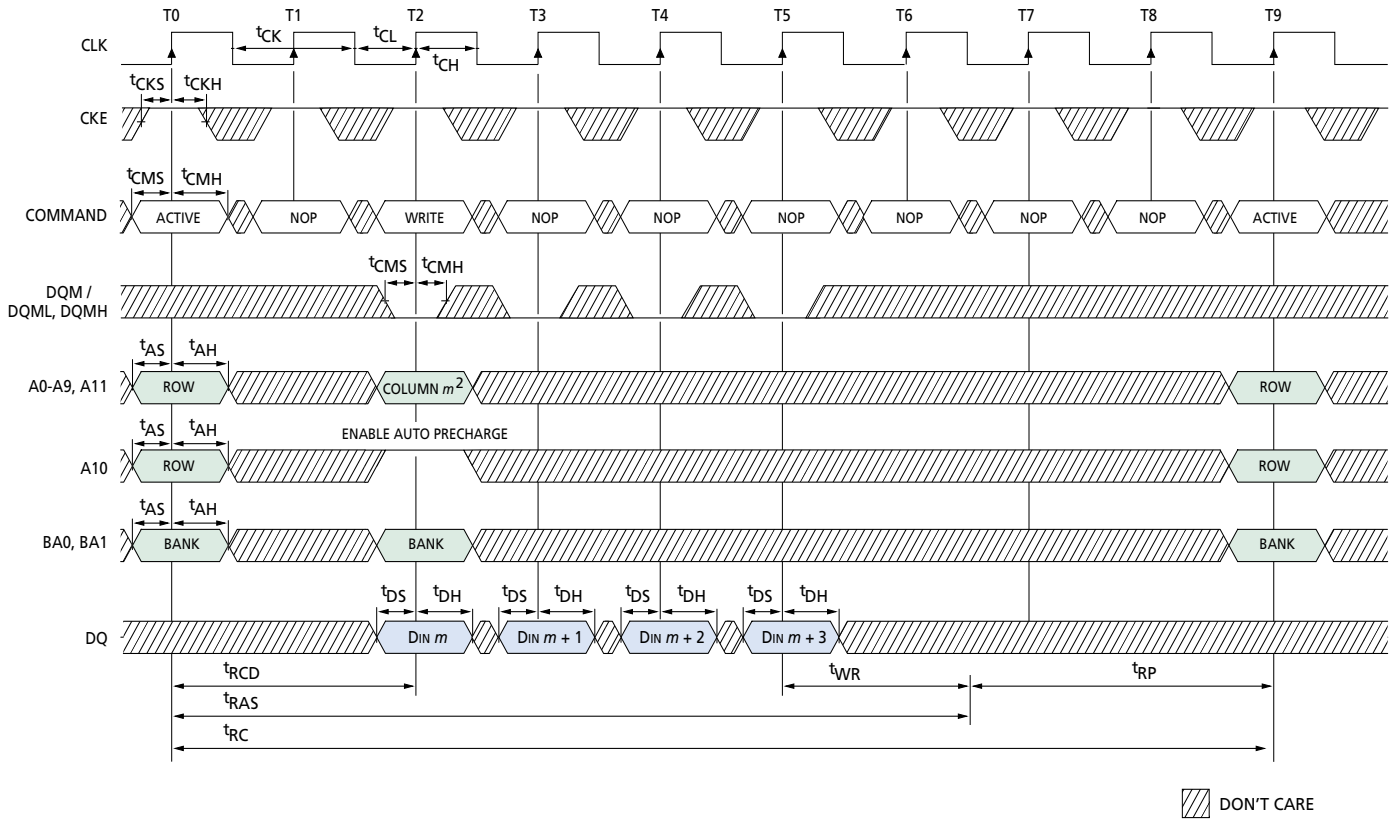 T0 T1 T2 T3 T4 T5 T6 T7 T8 T9
CLK
tCK tCL
tCH
tCKS tCKH
CKE
tCMS tCMH
COMMAND ACTIVE NOP WRITE NOP NOP NOP NOP NOP NOP ACTIVE
tCMS tCMH
DQM /
DQML, DQMH
tAS tAH
A0-A9, A11 ROW COLUMN m2 ROW
tAS tAH
ENABLE AUTO PRECHARGE
A10 ROW ROW
tAS tAH
BA0, BA1 BANK BANK BANK
tDS tDH tDS tDH tDS tDH tDS tDH
DQ DIN m DIN m + 1 DIN m + 2 DIN m + 3
tRCD tWR tRP
tRAS
tRC
DON'T CARE